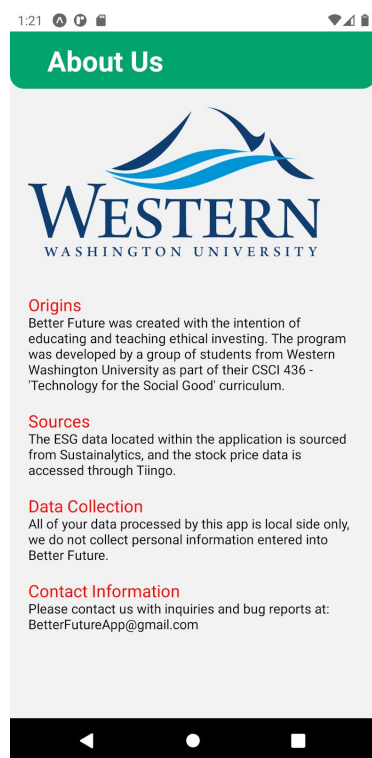 1:21
About Us
WESTERN
WASHINGTON UNIVERSITY
Origins
Better Future was created with the intention of
educating and teaching ethical investing. The program
was developed by a group of students from Western
Washington University as part of their CSCI 436 -
'Technology for the Social Good' curriculum.
Sources
The ESG data located within the application is sourced
from Sustainalytics, and the stock price data is
accessed through Tiingo.
Data Collection
All of your data processed by this app is local side only,
we do not collect personal information entered into
Better Future.
Contact Information
Please contact us with inquiries and bug reports at:
BetterFutureApp@gmail.com